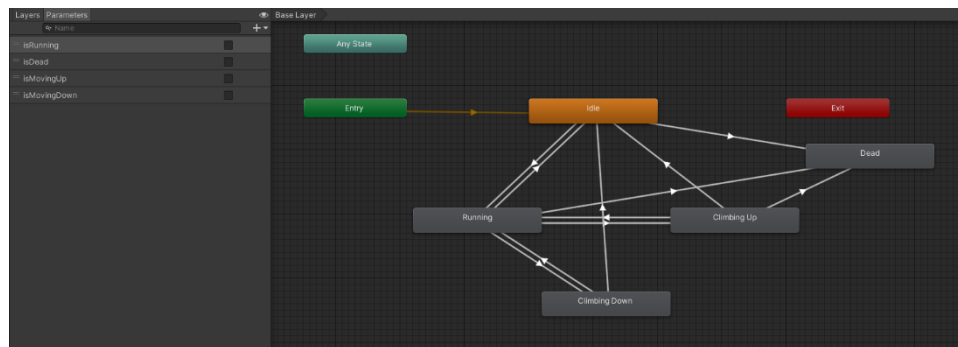 Layers Parameters
Base Layer
Name
isRunning
isDead
isMovingUp
isMovingDown
Any State
Entry
Idle
Exit
Dead
Running
Climbing Up
Climbing Down